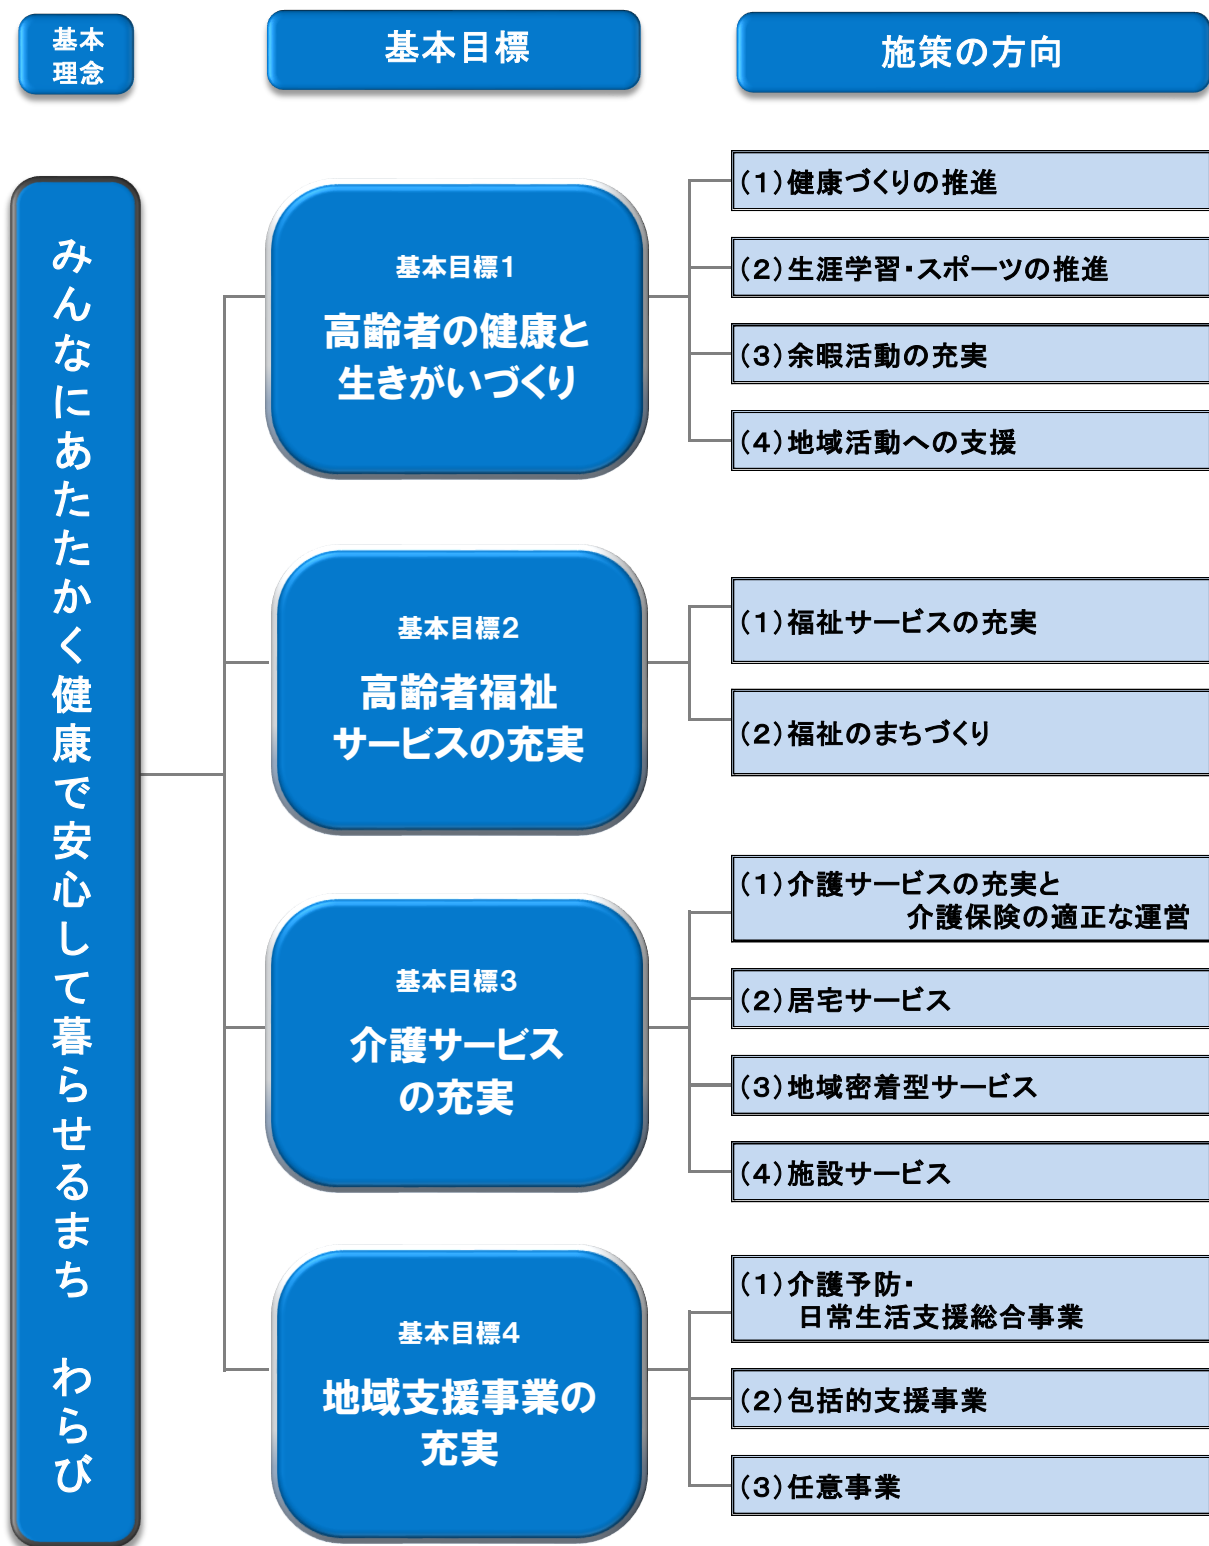 基本
理念
基本目標
施策の方向
みんなにあたたかく健康で安心して暮らせるまち　わらび
基本目標1
高齢者の健康と
生きがいづくり
(1)健康づくりの推進
(2)生涯学習・スポーツの推進
(3)余暇活動の充実
(4)地域活動への支援
基本目標2
高齢者福祉
サービスの充実
(1)福祉サービスの充実
(2)福祉のまちづくり
基本目標3
介護サービス
の充実
(1)介護サービスの充実と
介護保険の適正な運営
(2)居宅サービス
(3)地域密着型サービス
(4)施設サービス
基本目標4
地域支援事業の
充実
(1)介護予防・
日常生活支援総合事業
(2)包括的支援事業
(3)任意事業